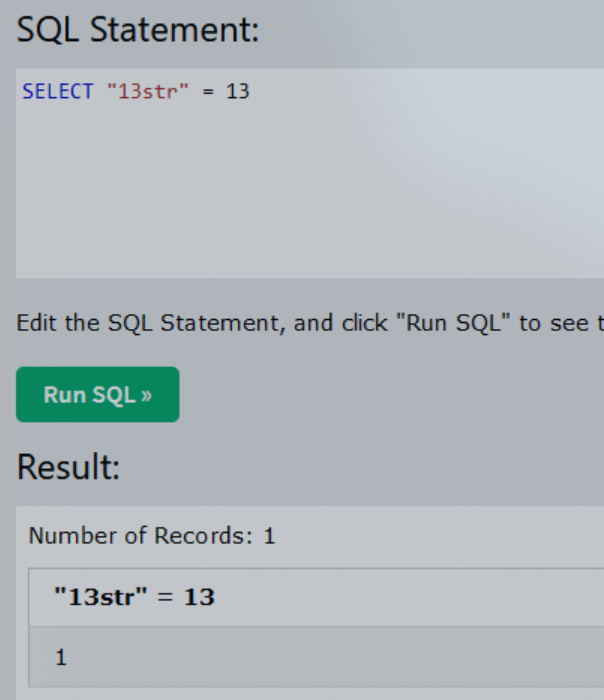 SQL Statement:
SELECT "13str" = 13
Edit the SQL Statement, and click "Run SQL" to see t
Run SQL »
Result:
Number of Records: 1
"13str" = 13
1